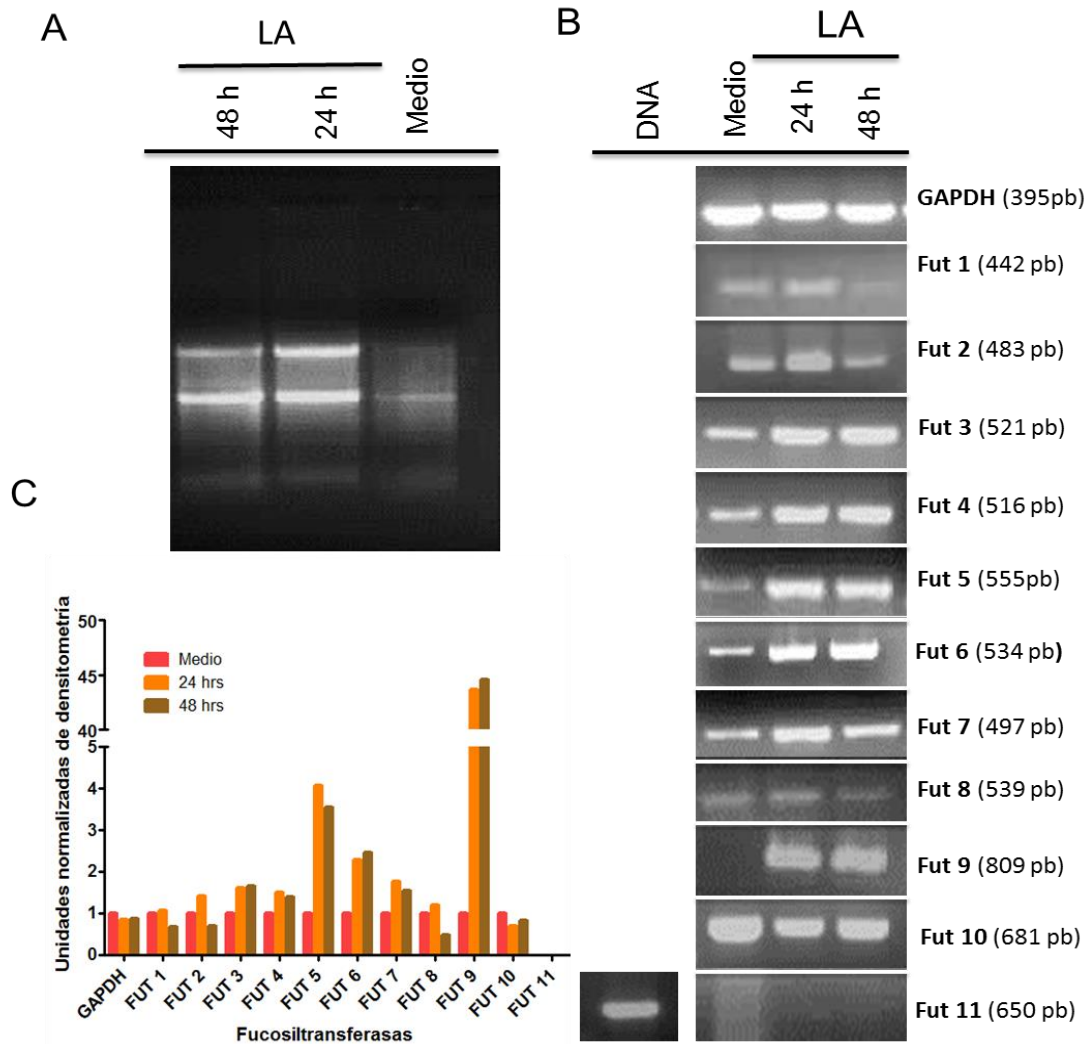 A
LA
48 h
24 h
Medio
B
LA
DNA
Medio
24 h
48 h
GAPDH (395pb)
Fut 1 (442 pb)
Fut 2 (483 pb)
Fut 3 (521 pb)
Fut 4 (516 pb)
Fut 5 (555pb)
Fut 6 (534 pb)
Fut 7 (497 pb)
Fut 8 (539 pb)
Fut 9 (809 pb)
Fut 10 (681 pb)
Fut 11 (650 pb)
C
Unidades normalizadas de densitometría
50
45
40
5
4
3
2
1
0
Medio
24 hrs
48 hrs
GAPDH
FUT 1
FUT 2
FUT 3
FUT 4
FUT 5
FUT 6
FUT 7
FUT 8
FUT 9
FUT 10
FUT 11
Fucosiltransferasas